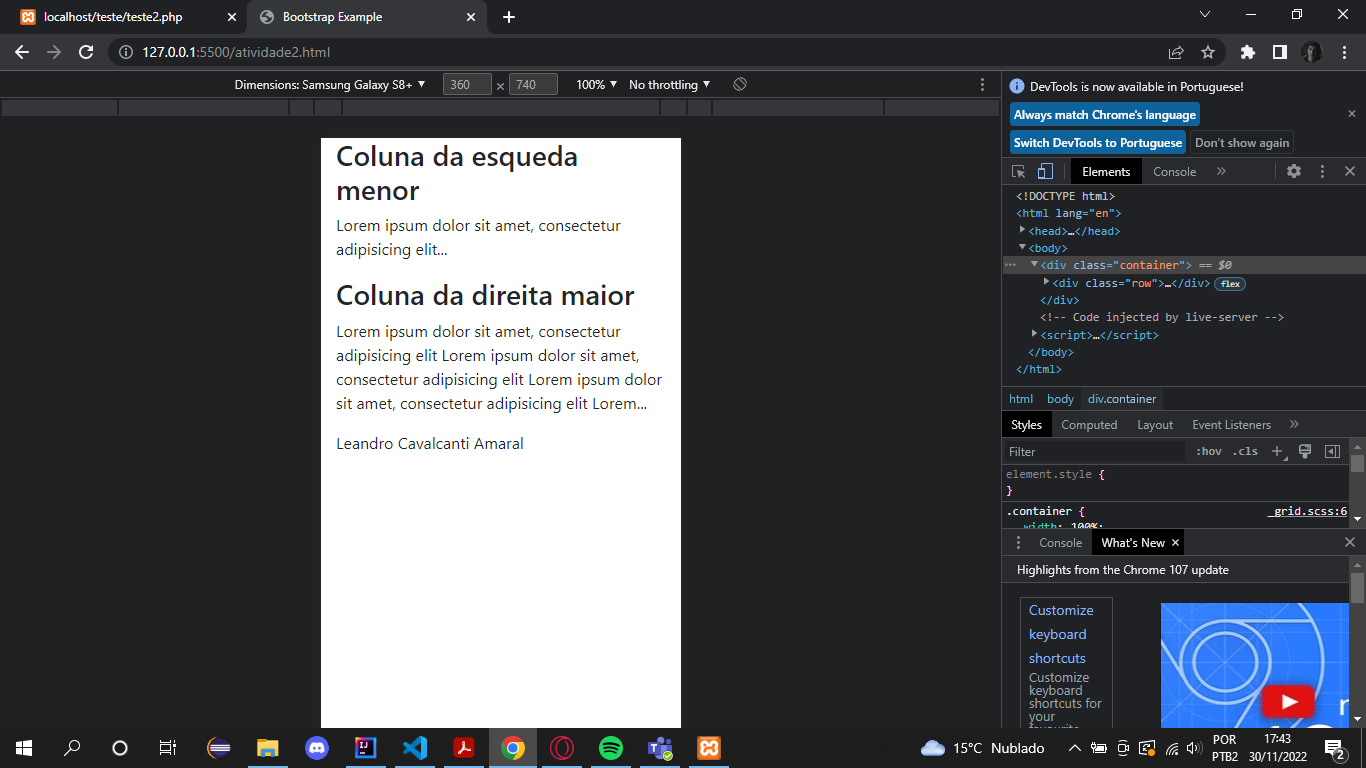 localhost/teste/teste2.php
Bootstrap Example
127.0.0.1:5500/atividade2.html
Dimensions: Samsung Galaxy S8+ 360 × 740 100% No throttling
Coluna da esqueda
menor
Lorem ipsum dolor sit amet, consectetur
adipisicing elit...
Coluna da direita maior
Lorem ipsum dolor sit amet, consectetur
adipisicing elit Lorem ipsum dolor sit amet,
consectetur adipisicing elit Lorem ipsum dolor
sit amet, consectetur adipisicing elit Lorem...
Leandro Cavalcanti Amaral
DevTools is now available in Portuguese!
Always match Chrome's language
Switch DevTools to Portuguese Don't show again
Elements Console »
<!DOCTYPE html>
<html lang="en">
<head>…</head>
<body>
<div class="container"> == $0
<div class="row">…</div> flex
</div>
<!-- Code injected by live-server -->
<script>…</script>
</body>
</html>
html body div.container
Styles Computed Layout Event Listeners »
Filter :hov .cls +
element.style {
}
.container { _grid.scss:6
width: 100%;
Console What's New ×
Highlights from the Chrome 107 update
Customize
keyboard
shortcuts
Customize
keyboard
shortcuts for
your
favourite
15°C Nublado
POR
PTB2
17:43
30/11/2022
2